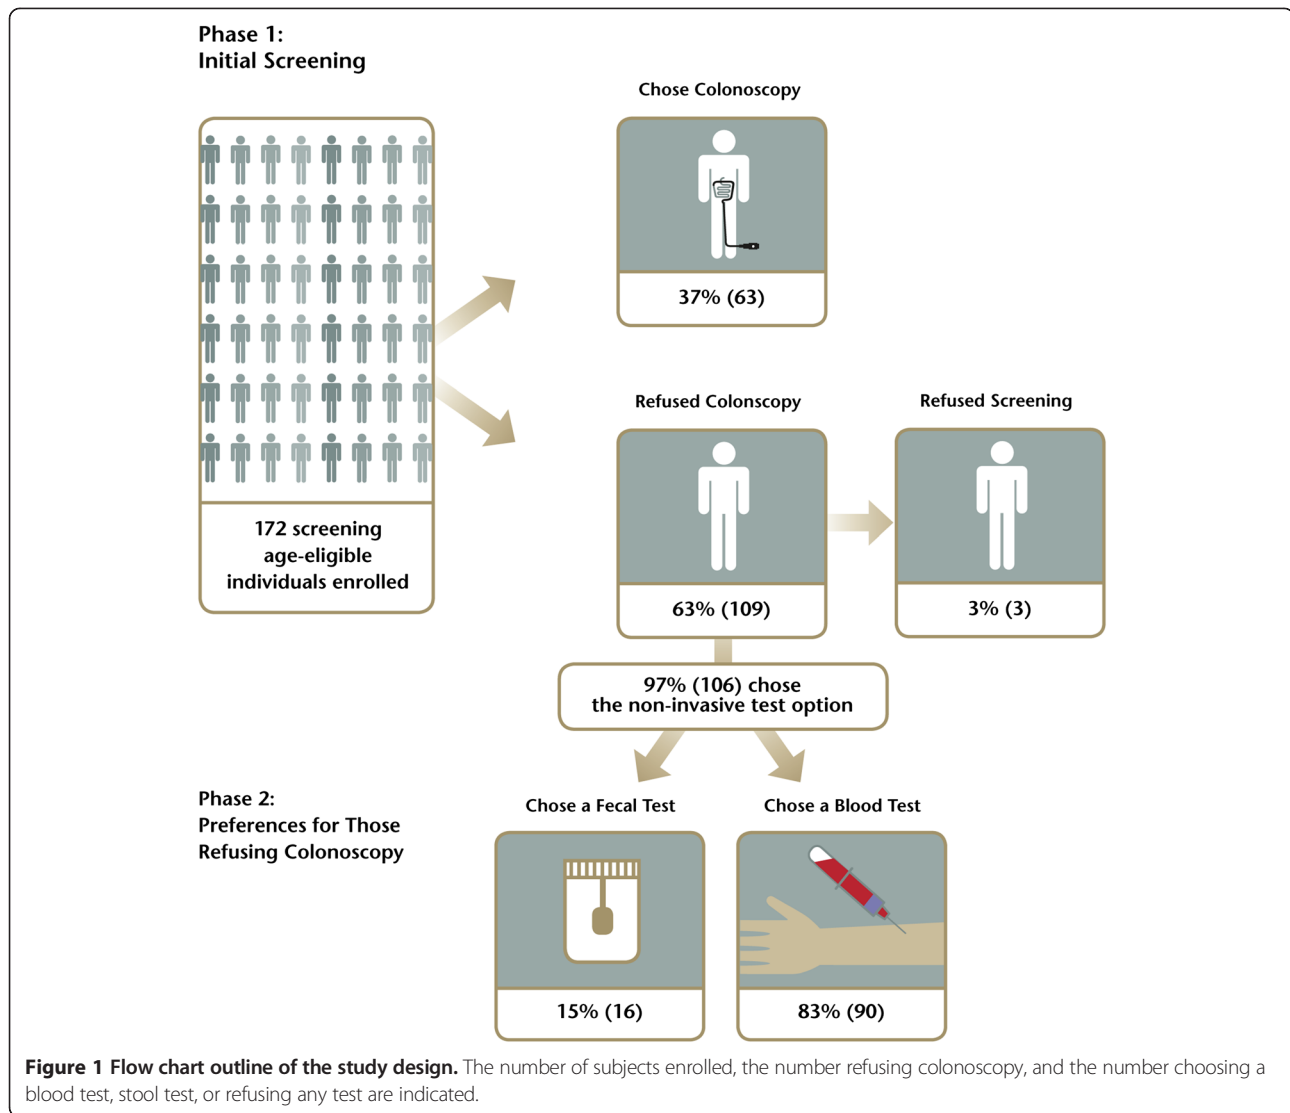 Phase 1:
Initial Screening
Chose Colonoscopy
37% (63)
172 screening
age-eligible
individuals enrolled
Refused Colonscopy
63% (109)
Refused Screening
3% (3)
97% (106) chose
the non-invasive test option
Phase 2:
Preferences for Those
Refusing Colonoscopy
Chose a Fecal Test
15% (16)
Chose a Blood Test
83% (90)
Figure 1 Flow chart outline of the study design. The number of subjects enrolled, the number refusing colonoscopy, and the number choosing a
blood test, stool test, or refusing any test are indicated.